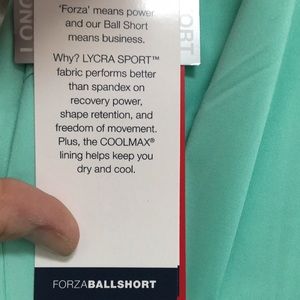 'Forza' means power
and our Ball Short
means business.
Why? LYCRA SPORT™
fabric performs better
than spandex on
recovery power,
shape retention, and
freedom of movement.
Plus, the COOLMAX®
lining helps keep you
dry and cool.
FORZABALLSHORT